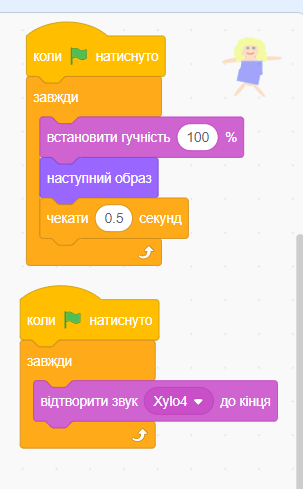 коли натиснуто
завжди
встановити гучність 100 %
наступний образ
чекати 0.5 секунд
коли натиснуто
завжди
відтворити звук Xylo4 до кінця